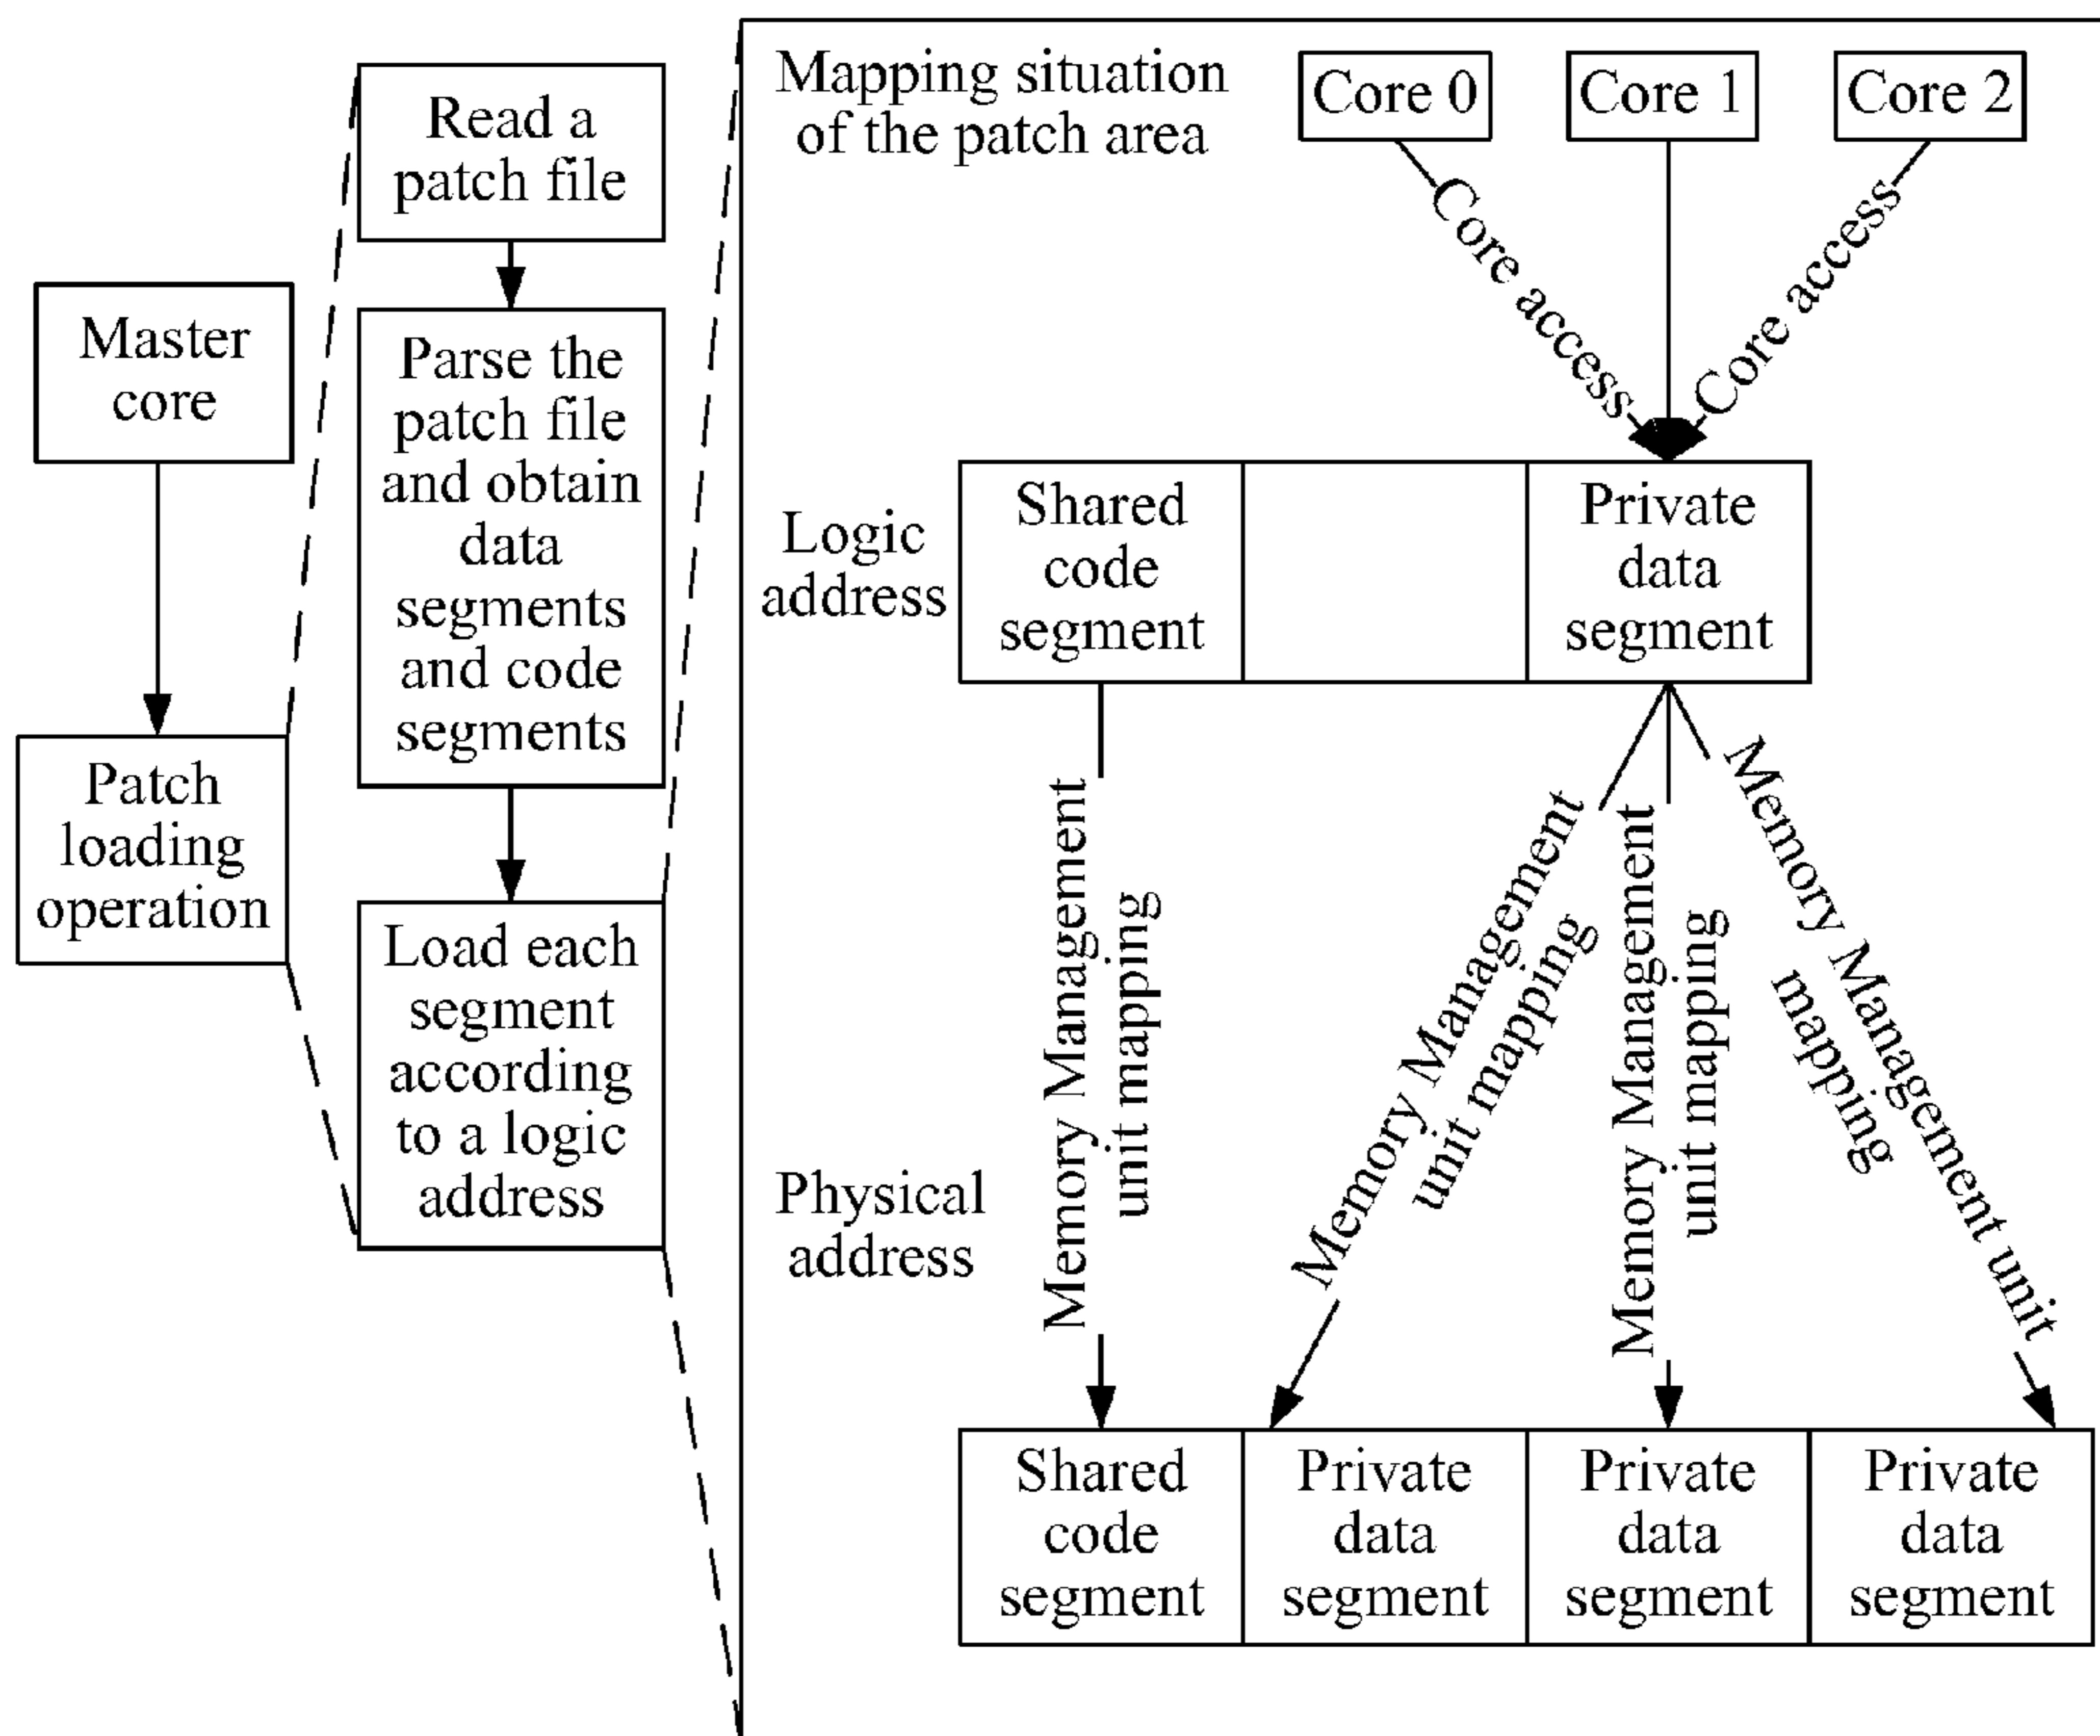 Master
core
Patch
loading
operation
Read a
patch file
Parse the
patch file
and obtain
data
segments
and code
segments
Load each
segment
according
to a logic
address
Mapping situation
of the patch area
Core 0
Core 1
Core 2
Core access
Core access
Logic
address
Shared
code
segment
Private
data
segment
Memory Management
unit mapping
Memory Management
unit mapping
Memory Management
unit mapping
Memory Management unit
mapping
Physical
address
Shared
code
segment
Private
data
segment
Private
data
segment
Private
data
segment